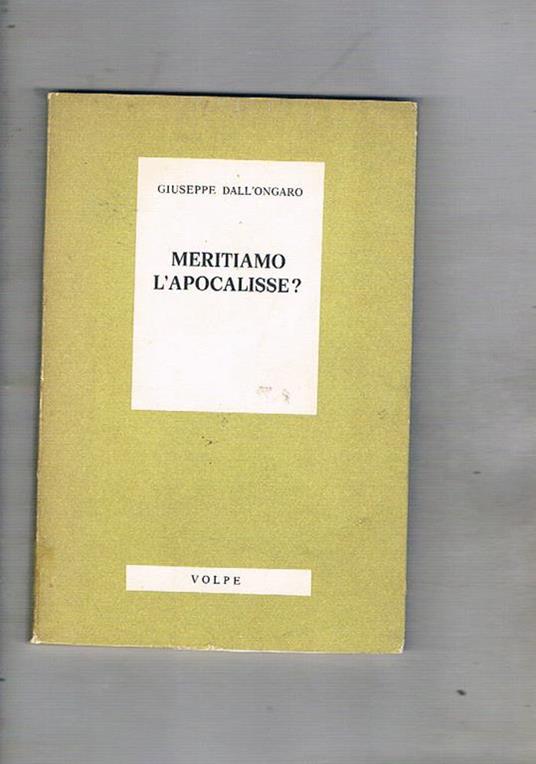 GIUSEPPE DALL'ONGARO
MERITIAMO
L'APOCALISSE?
VOLPE